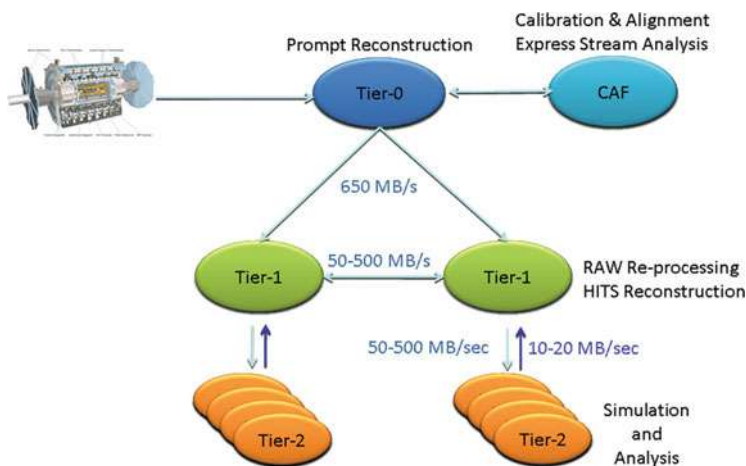 Calibration & Alignment
Prompt Reconstruction
Express Stream Analysis
Tier-0
CAF
650 MB/s
50-500 MB/s
Tier-1
Tier-1
RAW Re-processing
HITS Reconstruction
50-500 MB/sec
10-20 MB/sec
Tier-2
Tier-2
Simulation
and
Analysis